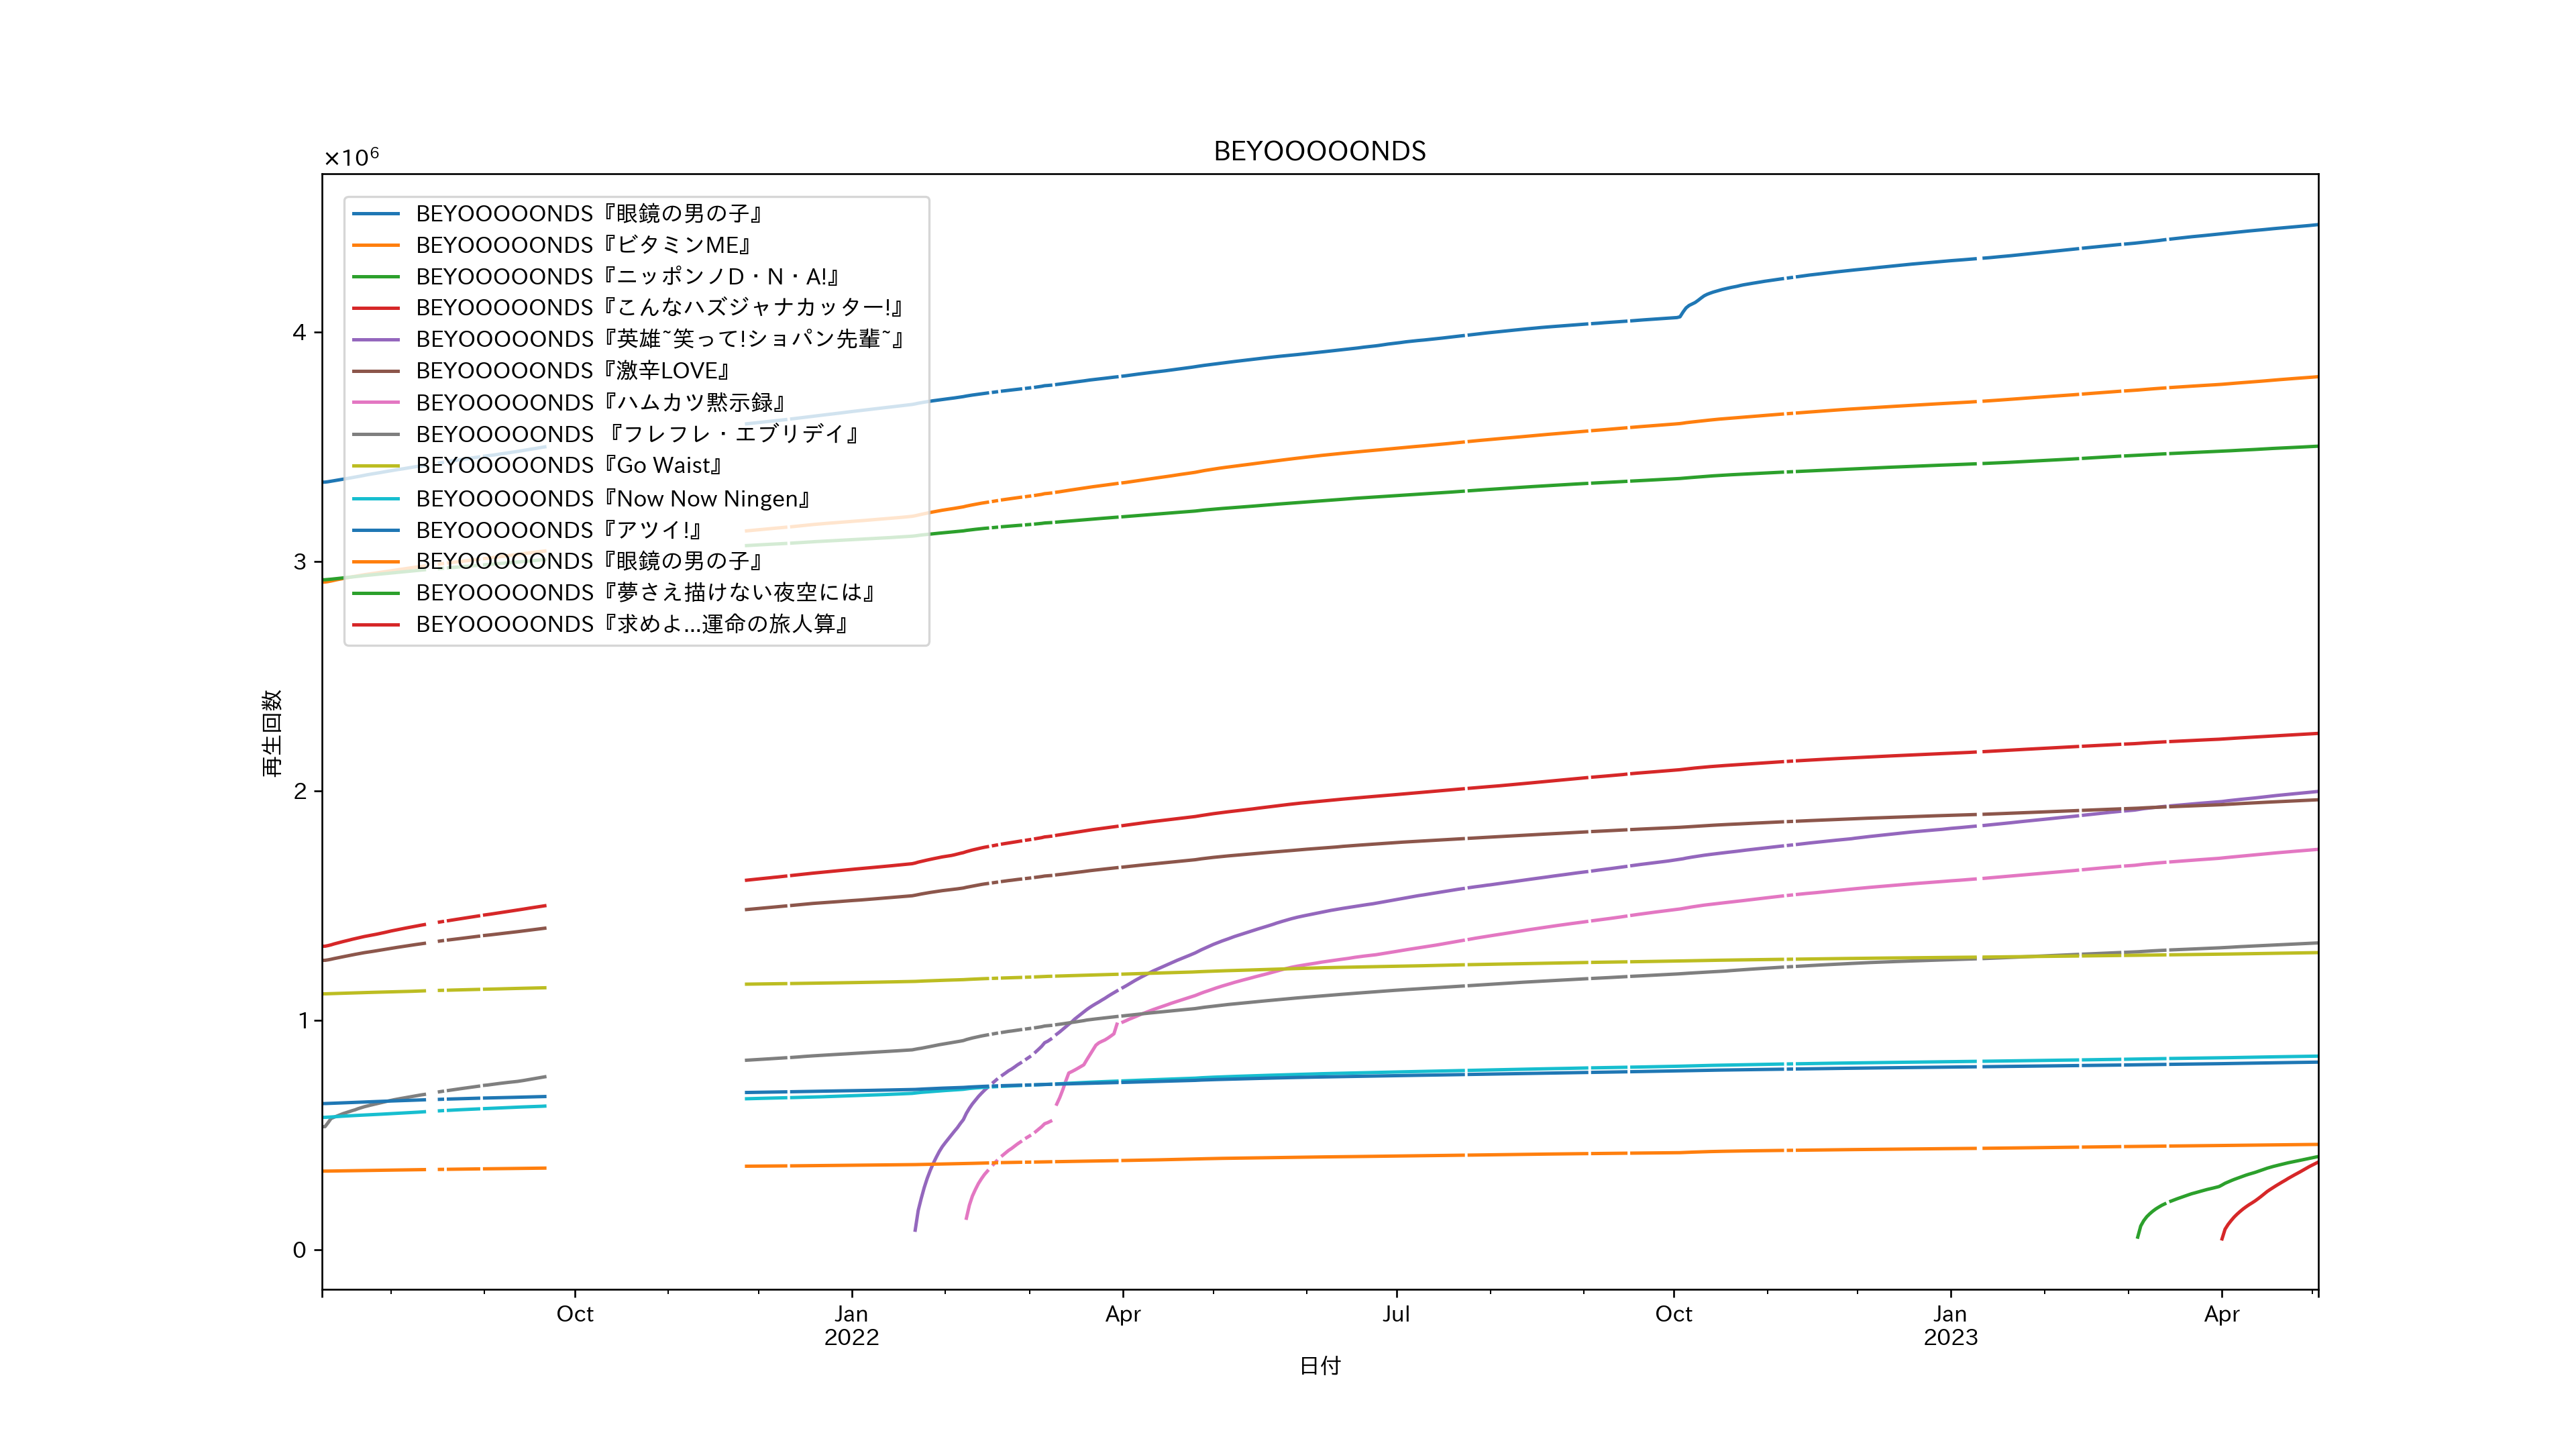 BEYOOOOONDS
×10⁶
BEYOOOOONDS『眼鏡の男の子』
BEYOOOOONDS『ビタミンME』
BEYOOOOONDS『ニッポンノD・N・A!』
BEYOOOOONDS『こんなハズジャナカッター!』
BEYOOOOONDS『英雄~笑って!ショパン先輩~』
BEYOOOOONDS『激辛LOVE』
BEYOOOOONDS『ハムカツ黙示録』
BEYOOOOONDS 『フレフレ・エブリデイ』
BEYOOOOONDS『Go Waist』
BEYOOOOONDS『Now Now Ningen』
BEYOOOOONDS『アツイ!』
BEYOOOOONDS『眼鏡の男の子』
BEYOOOOONDS『夢さえ描けない夜空には』
BEYOOOOONDS『求めよ...運命の旅人算』
4
3
2
1
0
再生回数
Oct Jan Apr Jul Oct Jan Apr
2022 2023
日付